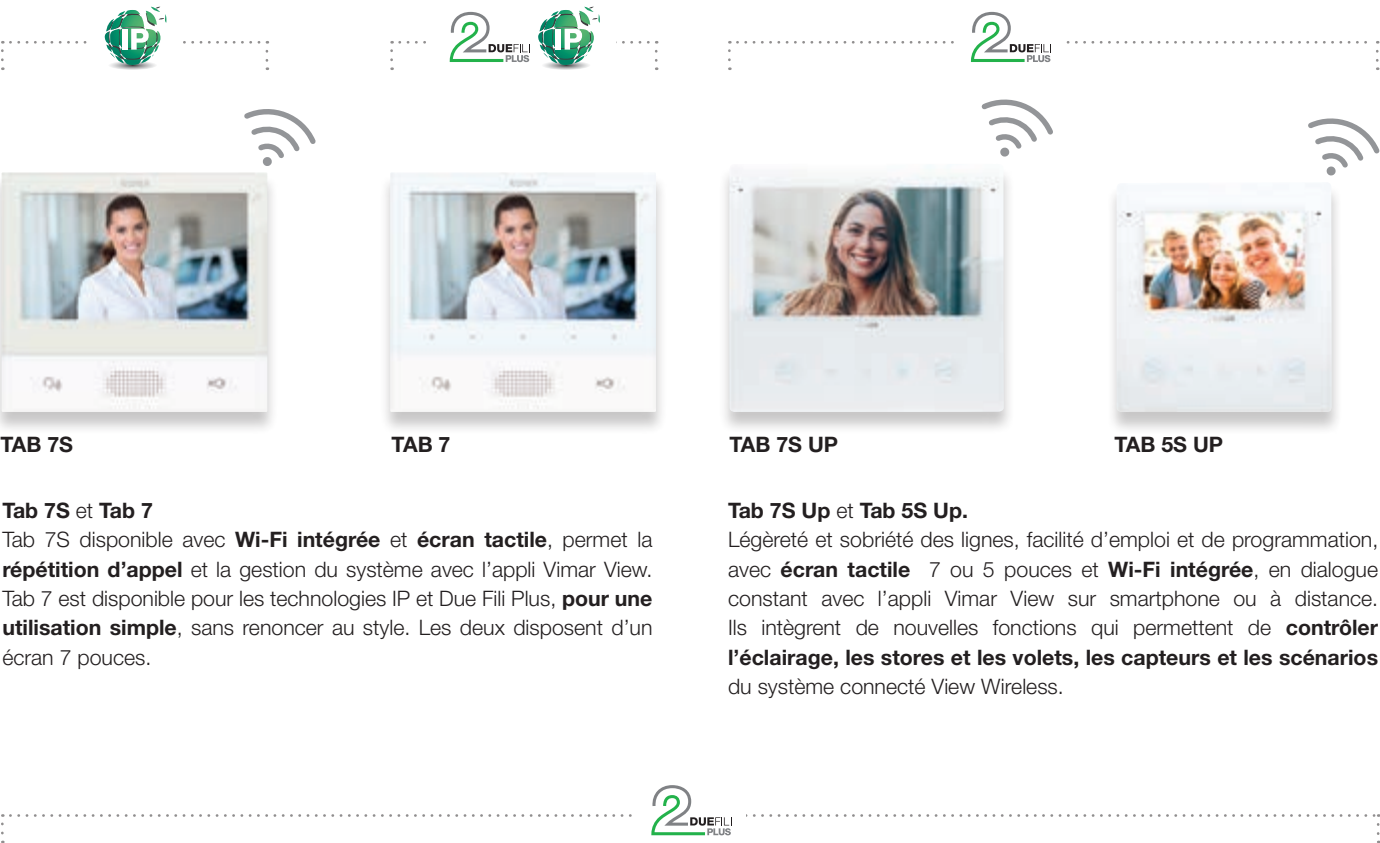 IP
2 DUEFILI PLUS
IP
2 DUEFILI PLUS
TAB 7S
TAB 7
TAB 7S UP
TAB 5S UP
Tab 7S et Tab 7
Tab 7S disponible avec Wi-Fi intégrée et écran tactile, permet la
répétition d'appel et la gestion du système avec l'appli Vimar View.
Tab 7 est disponible pour les technologies IP et Due Fili Plus, pour une
utilisation simple, sans renoncer au style. Les deux disposent d'un
écran 7 pouces.
Tab 7S Up et Tab 5S Up.
Légèreté et sobriété des lignes, facilité d'emploi et de programmation,
avec écran tactile 7 ou 5 pouces et Wi-Fi intégrée, en dialogue
constant avec l'appli Vimar View sur smartphone ou à distance.
Ils intègrent de nouvelles fonctions qui permettent de contrôler
l'éclairage, les stores et les volets, les capteurs et les scénarios
du système connecté View Wireless.
2 DUEFILI PLUS